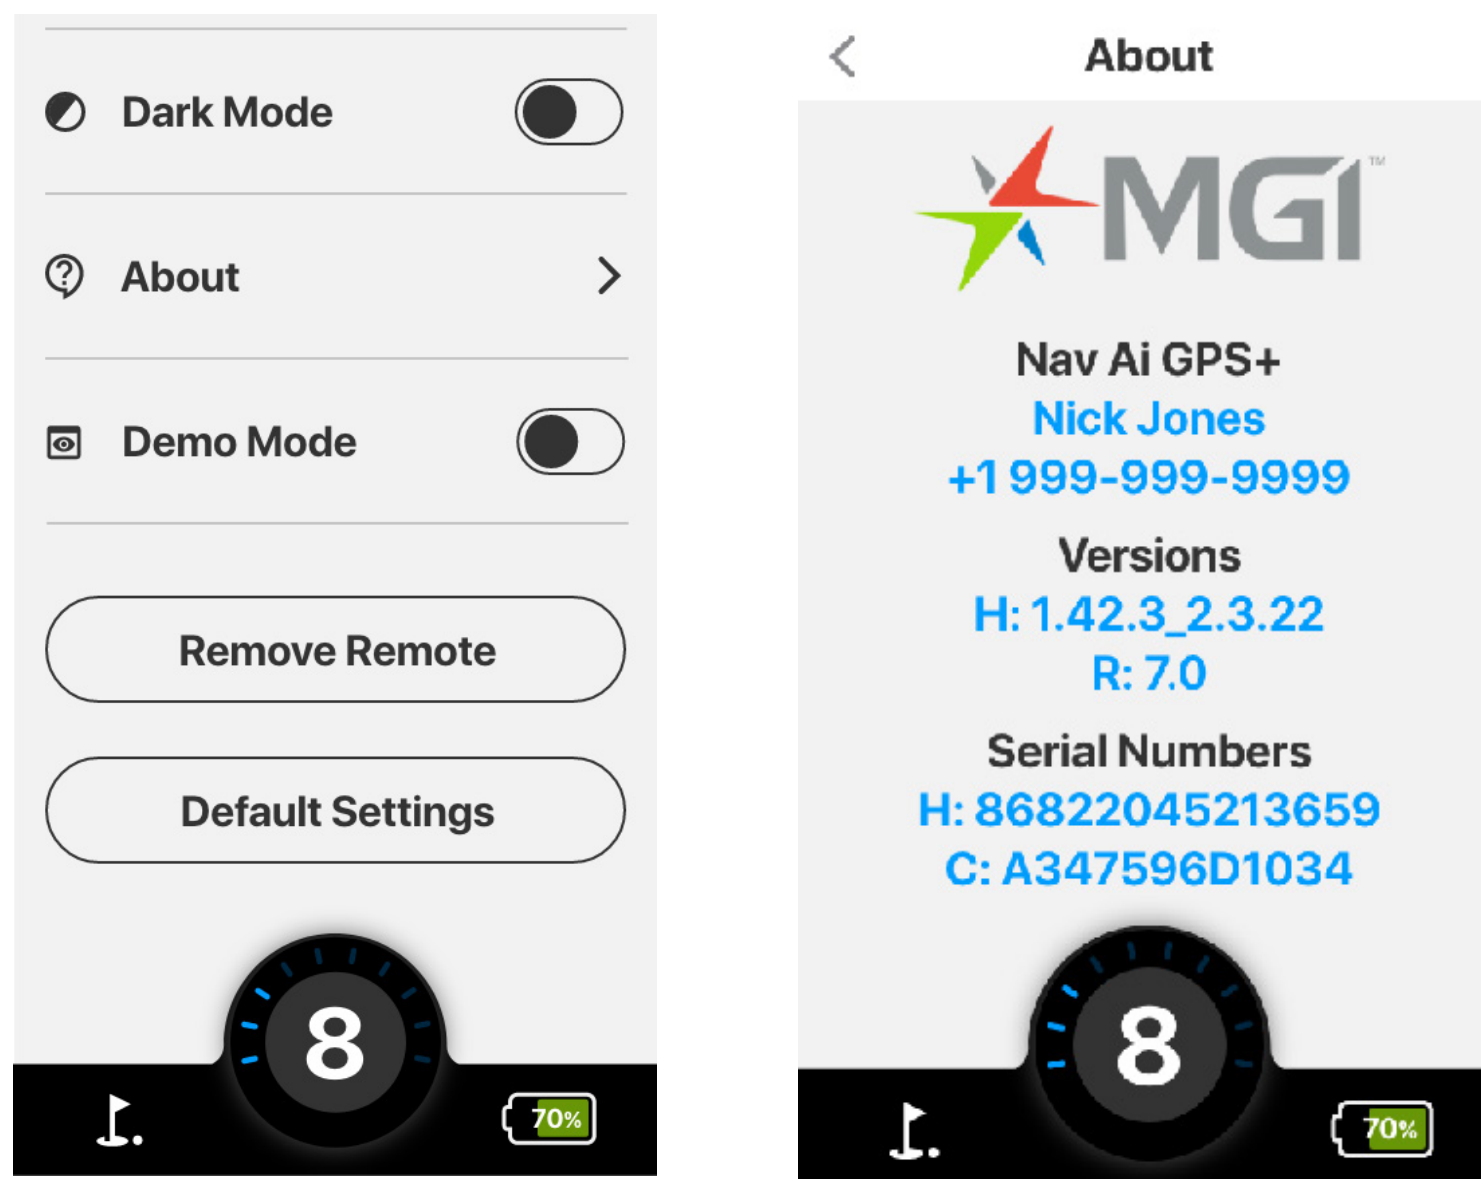 Dark Mode
About
Demo Mode
Remove Remote
Default Settings
8
70%
About
MGI™
Nav Ai GPS+
Nick Jones
+1 999-999-9999
Versions
H: 1.42.3_2.3.22
R: 7.0
Serial Numbers
H: 86822045213659
C: A347596D1034
8
70%